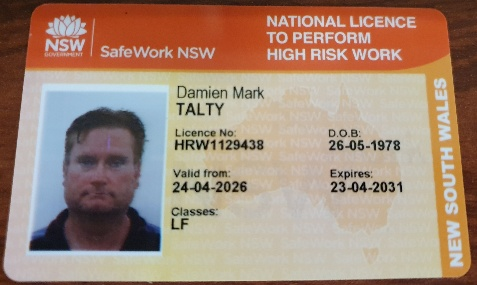 NSW
GOVERNMENT
SafeWork NSW
NATIONAL LICENCE
TO PERFORM
HIGH RISK WORK
Damien Mark
TALTY
Licence No:
HRW1129438
D.O.B:
26-05-1978
Valid from:
24-04-2026
Expires:
23-04-2031
Classes:
LF
NEW SOUTH WALES